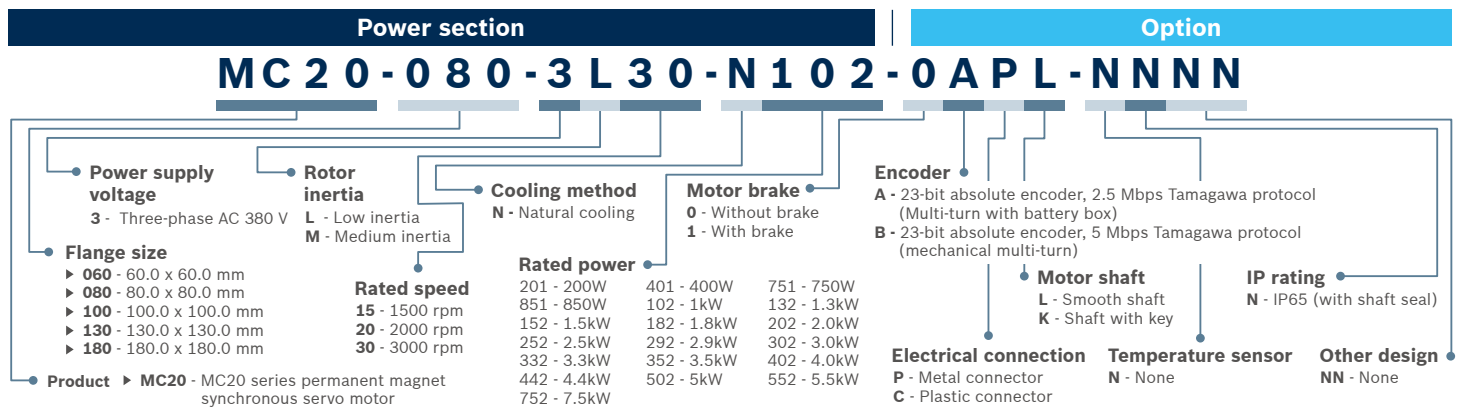 Power section
Option
MC20-080-3L30-N102-0APL-NNNN
Power supply
voltage
3 - Three-phase AC 380 V
Flange size
▶ 060 - 60.0 x 60.0 mm
▶ 080 - 80.0 x 80.0 mm
▶ 100 - 100.0 x 100.0 mm
▶ 130 - 130.0 x 130.0 mm
▶ 180 - 180.0 x 180.0 mm
Product ▶ MC20 - MC20 series permanent magnet
synchronous servo motor
Rotor
inertia
L - Low inertia
M - Medium inertia
Rated speed
15 - 1500 rpm
20 - 2000 rpm
30 - 3000 rpm
Cooling method
N - Natural cooling
Rated power
201 - 200W 401 - 400W 751 - 750W
851 - 850W 102 - 1kW 132 - 1.3kW
152 - 1.5kW 182 - 1.8kW 202 - 2.0kW
252 - 2.5kW 292 - 2.9kW 302 - 3.0kW
332 - 3.3kW 352 - 3.5kW 402 - 4.0kW
442 - 4.4kW 502 - 5kW 552 - 5.5kW
752 - 7.5kW
Motor brake
0 - Without brake
1 - With brake
Encoder
A - 23-bit absolute encoder, 2.5 Mbps Tamagawa protocol
(Multi-turn with battery box)
B - 23-bit absolute encoder, 5 Mbps Tamagawa protocol
(mechanical multi-turn)
Motor shaft
L - Smooth shaft
K - Shaft with key
IP rating
N - IP65 (with shaft seal)
Electrical connection
P - Metal connector
C - Plastic connector
Temperature sensor
N - None
Other design
NN - None